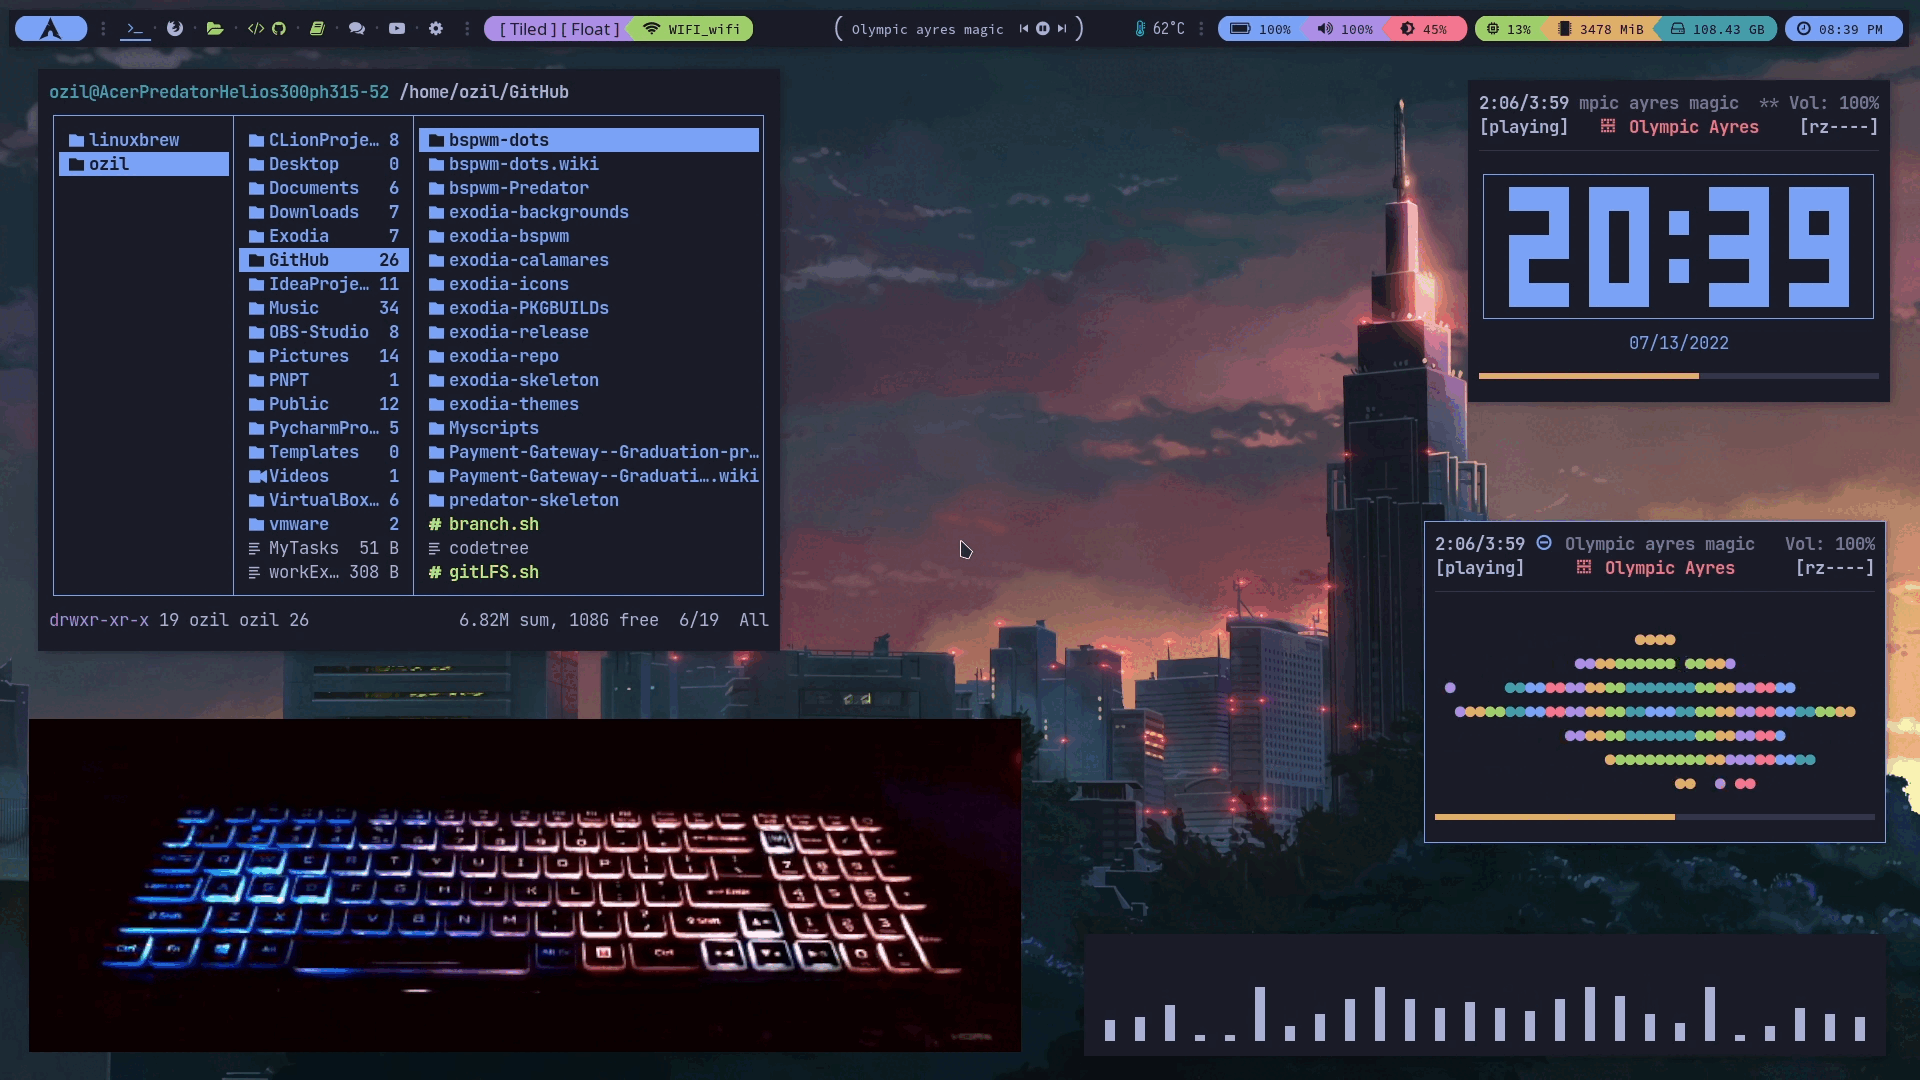 [ Tiled ] [ Float ] WIFI_wifi
Olympic ayres magic
62°C 100% 100% 45% 13% 3478 MiB 108.43 GB 08:39 PM
ozil@AcerPredatorHelios300ph315-52 /home/ozil/GitHub
linuxbrew
ozil
CLionProje… 8
Desktop 0
Documents 6
Downloads 7
Exodia 7
GitHub 26
IdeaProje… 11
Music 34
OBS-Studio 8
Pictures 14
PNPT 1
Public 12
PycharmPro… 5
Templates 0
Videos 1
VirtualBox… 6
vmware 2
MyTasks 51 B
workEx… 308 B
bspwm-dots
bspwm-dots.wiki
bspwm-Predator
exodia-backgrounds
exodia-bspwm
exodia-calamares
exodia-icons
exodia-PKGBUILDs
exodia-release
exodia-repo
exodia-skeleton
exodia-themes
Myscripts
Payment-Gateway--Graduation-pr…
Payment-Gateway--Graduati….wiki
predator-skeleton
# branch.sh
codetree
# gitLFS.sh
drwxr-xr-x 19 ozil ozil 26 6.82M sum, 108G free 6/19 All
2:06/3:59 mpic ayres magic ** Vol: 100%
[playing] Olympic Ayres [rz----]
20:39
07/13/2022
2:06/3:59 Olympic ayres magic Vol: 100%
[playing] Olympic Ayres [rz----]